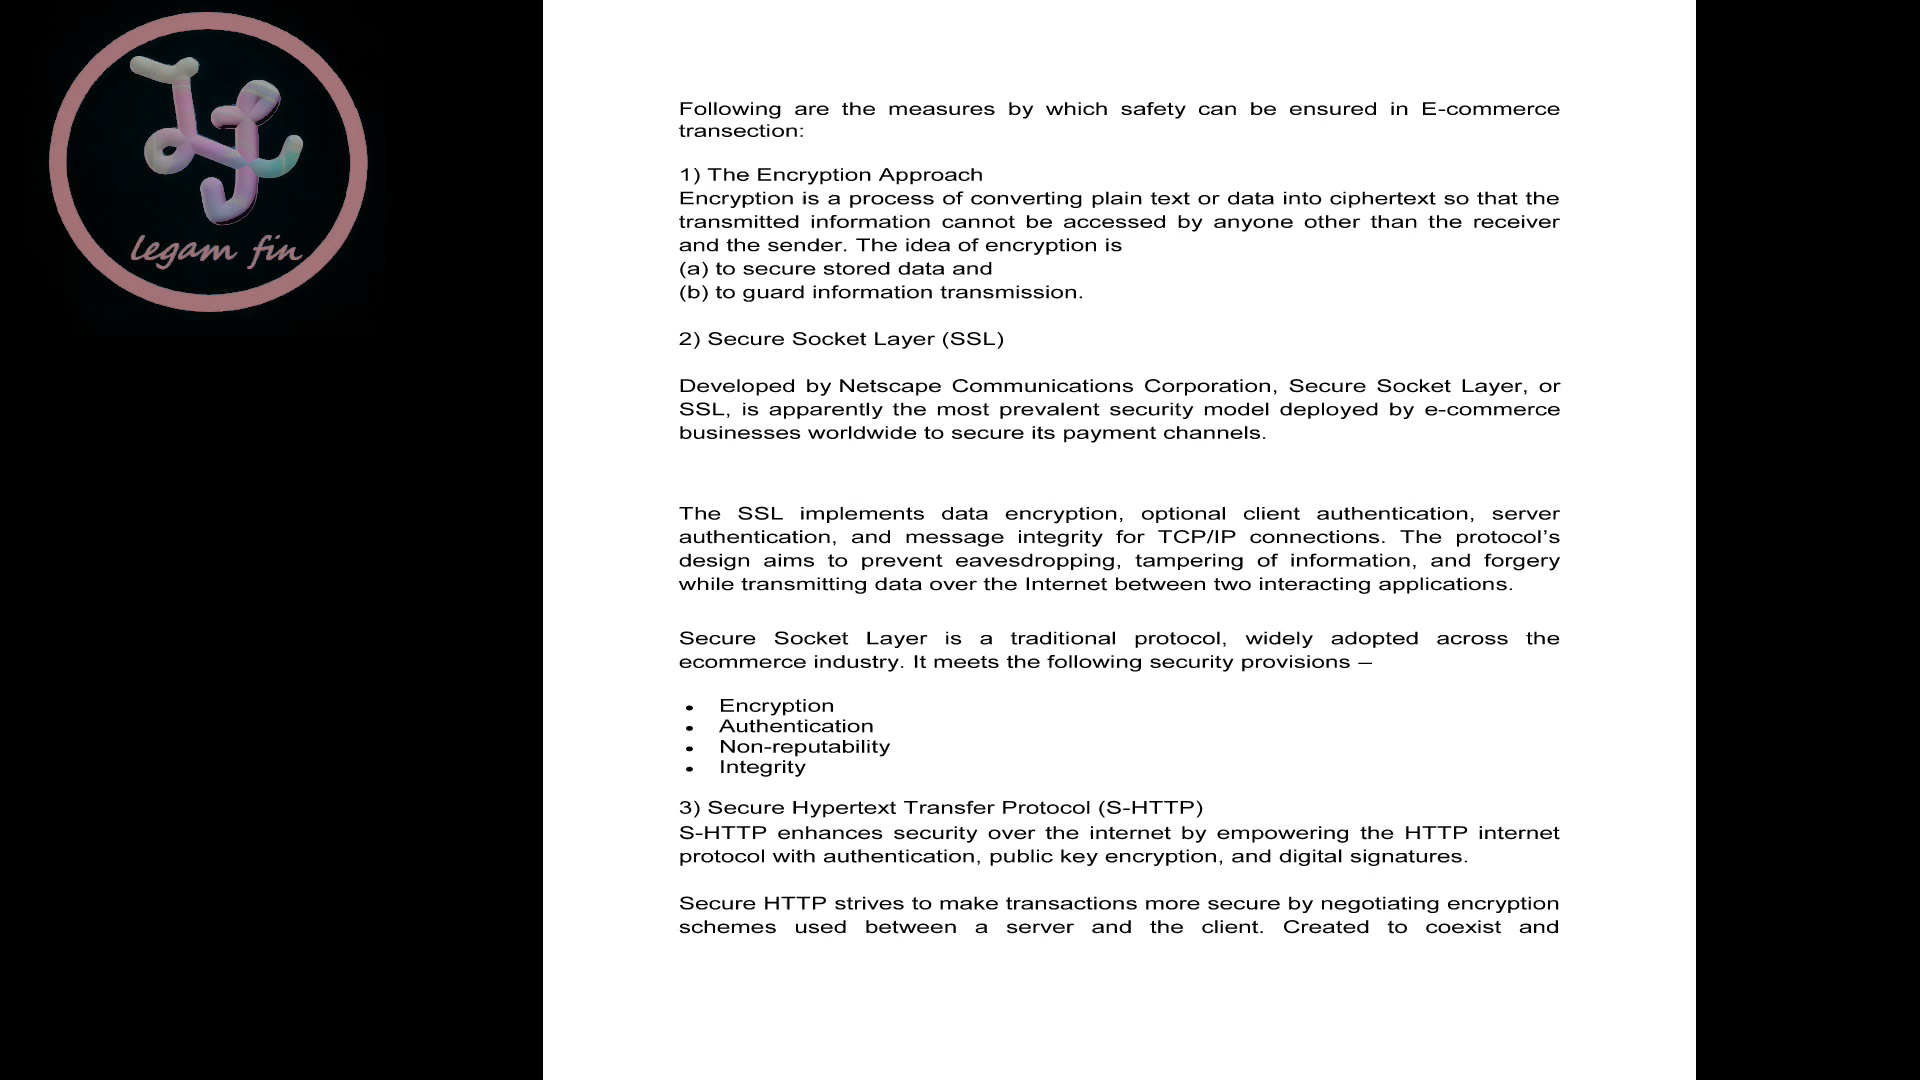 legam fin
Following are the measures by which safety can be ensured in E-commerce
transection:
1) The Encryption Approach
Encryption is a process of converting plain text or data into ciphertext so that the
transmitted information cannot be accessed by anyone other than the receiver
and the sender. The idea of encryption is
(a) to secure stored data and
(b) to guard information transmission.
2) Secure Socket Layer (SSL)
Developed by Netscape Communications Corporation, Secure Socket Layer, or
SSL, is apparently the most prevalent security model deployed by e-commerce
businesses worldwide to secure its payment channels.
The SSL implements data encryption, optional client authentication, server
authentication, and message integrity for TCP/IP connections. The protocol’s
design aims to prevent eavesdropping, tampering of information, and forgery
while transmitting data over the Internet between two interacting applications.
Secure Socket Layer is a traditional protocol, widely adopted across the
ecommerce industry. It meets the following security provisions –
• Encryption
• Authentication
• Non-reputability
• Integrity
3) Secure Hypertext Transfer Protocol (S-HTTP)
S-HTTP enhances security over the internet by empowering the HTTP internet
protocol with authentication, public key encryption, and digital signatures.
Secure HTTP strives to make transactions more secure by negotiating encryption
schemes used between a server and the client. Created to coexist and